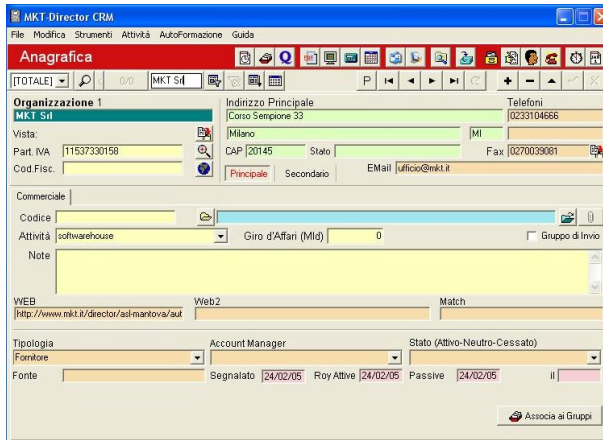 MKT-Director CRM
File Modifica Strumenti Attività AutoFormazione Guida
Anagrafica
[TOTALE] 0/0 MKT Srl P
Organizzazione 1 Indirizzo Principale Telefoni
MKT Srl Corso Sempione 33 0233104666
Vista: Milano MI
Part. IVA 11537330158 CAP 20145 Stato Fax 0270039081
Cod.Fisc. Principale Secondario EMail ufficio@mkt.it
Commerciale
Codice
Attività softwarehouse Giro d'Affari (Mld) 0 Gruppo di Invio
Note
WEB Web2 Match
http://www.mkt.it/director/asl-mantova/aut
Tipologia Account Manager Stato (Attivo-Neutro-Cessato)
Fornitore
Fonte Segnalato 24/02/05 Roy Attive 24/02/05 Passive 24/02/05 il
Associa ai Gruppi